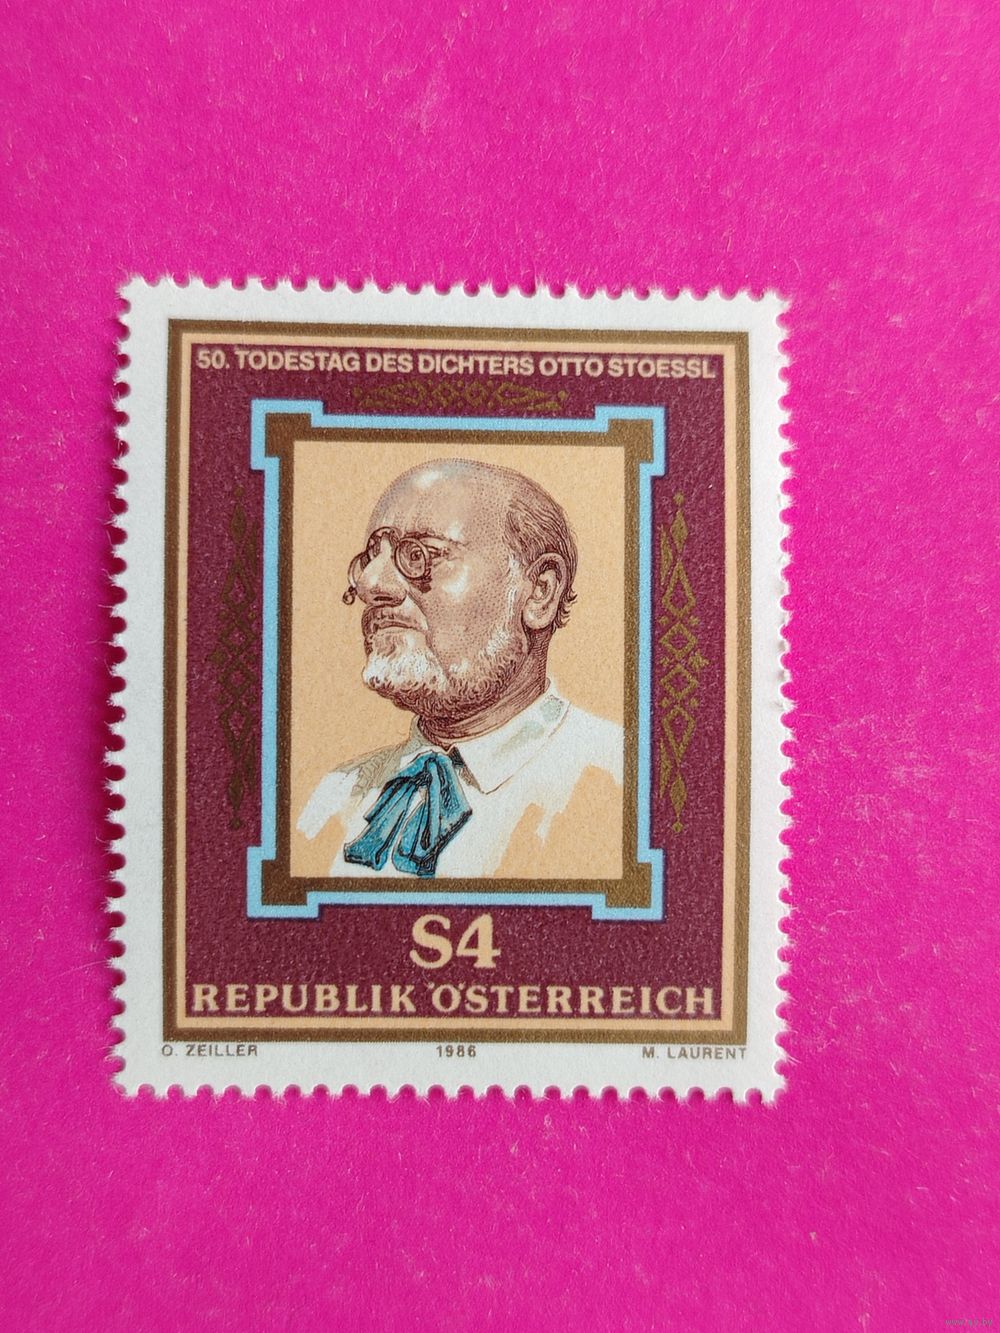 50. TODESTAG DES DICHTERS OTTO STOESSL
S4
REPUBLIK ÖSTERREICH
O. ZEILLER 1986 M. LAURENT